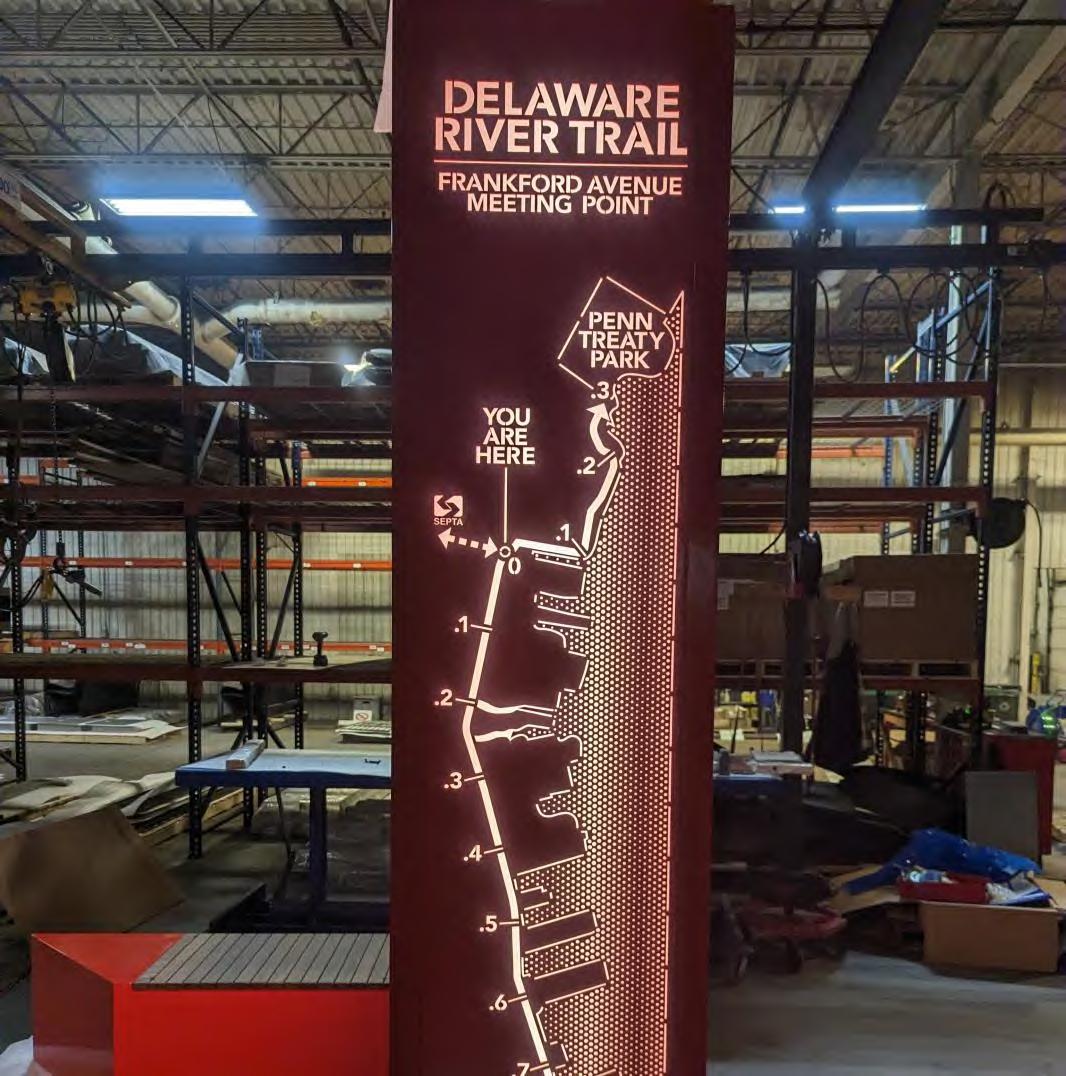 DELAWARE
RIVER TRAIL
FRANKFORD AVENUE
MEETING POINT
PENN
TREATY
PARK
.3
YOU
ARE
HERE
.2
SEPTA
.1
0
.1
.2
.3
.4
.5
.6
.7